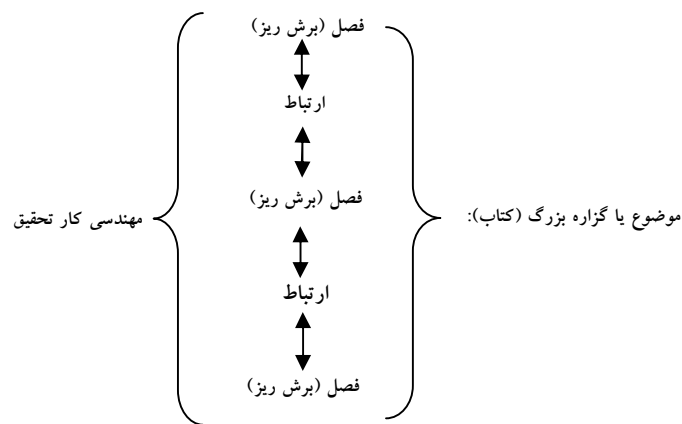 موضوع یا گزاره بزرگ (کتاب):
فصل (برش ریز)
ارتباط
فصل (برش ریز)
ارتباط
فصل (برش ریز)
مهندسی کار تحقیق